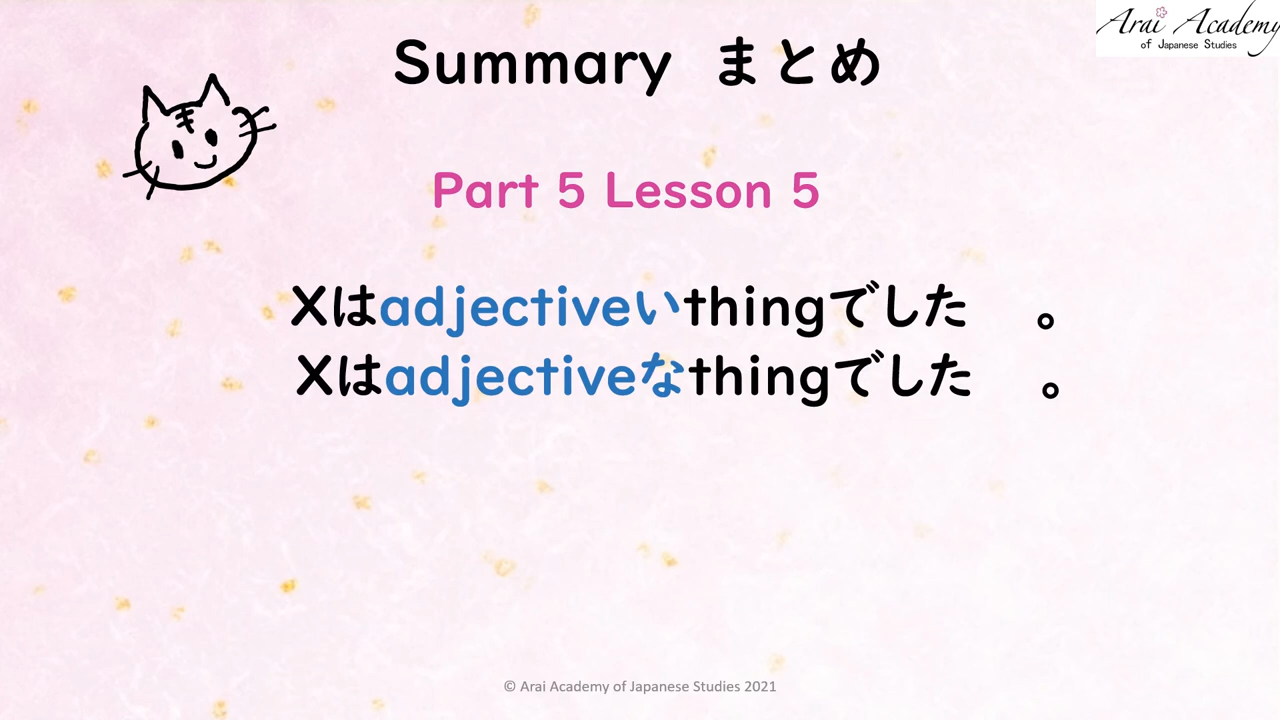 Arai Academy
of Japanese Studies
Summary まとめ
Part 5 Lesson 5
Xはadjectiveいthingでした 。
Xはadjectiveなthingでした 。
© Arai Academy of Japanese Studies 2021